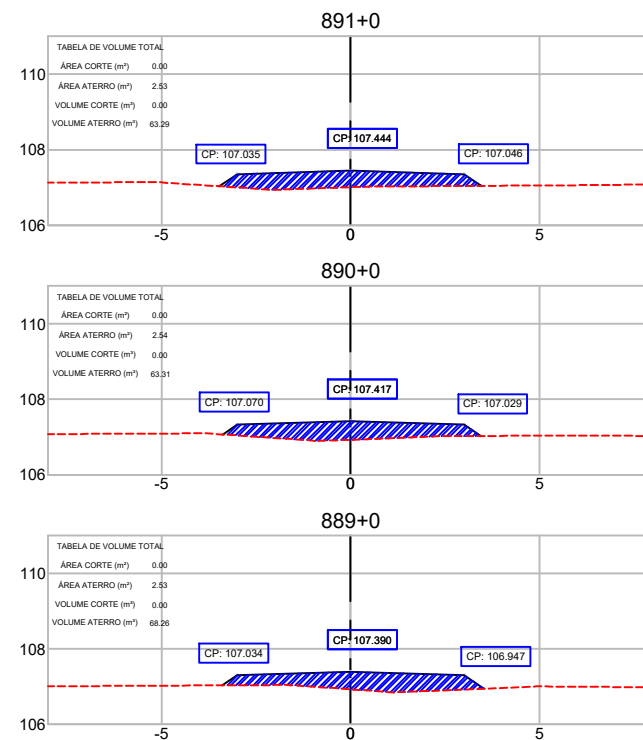 891+0
TABELA DE VOLUME TOTAL
ÁREA CORTE (m²) 0.00
ÁREA ATERRO (m²) 2.53
VOLUME CORTE (m³) 0.00
VOLUME ATERRO (m³) 63.29
110
108
106
CP: 107.035
CP: 107.444
CP: 107.046
-5
0
5
890+0
TABELA DE VOLUME TOTAL
ÁREA CORTE (m²) 0.00
ÁREA ATERRO (m²) 2.54
VOLUME CORTE (m³) 0.00
VOLUME ATERRO (m³) 63.31
110
108
106
CP: 107.070
CP: 107.417
CP: 107.029
-5
0
5
889+0
TABELA DE VOLUME TOTAL
ÁREA CORTE (m²) 0.00
ÁREA ATERRO (m²) 2.53
VOLUME CORTE (m³) 0.00
VOLUME ATERRO (m³) 68.26
110
108
106
CP: 107.034
CP: 107.390
CP: 106.947
-5
0
5